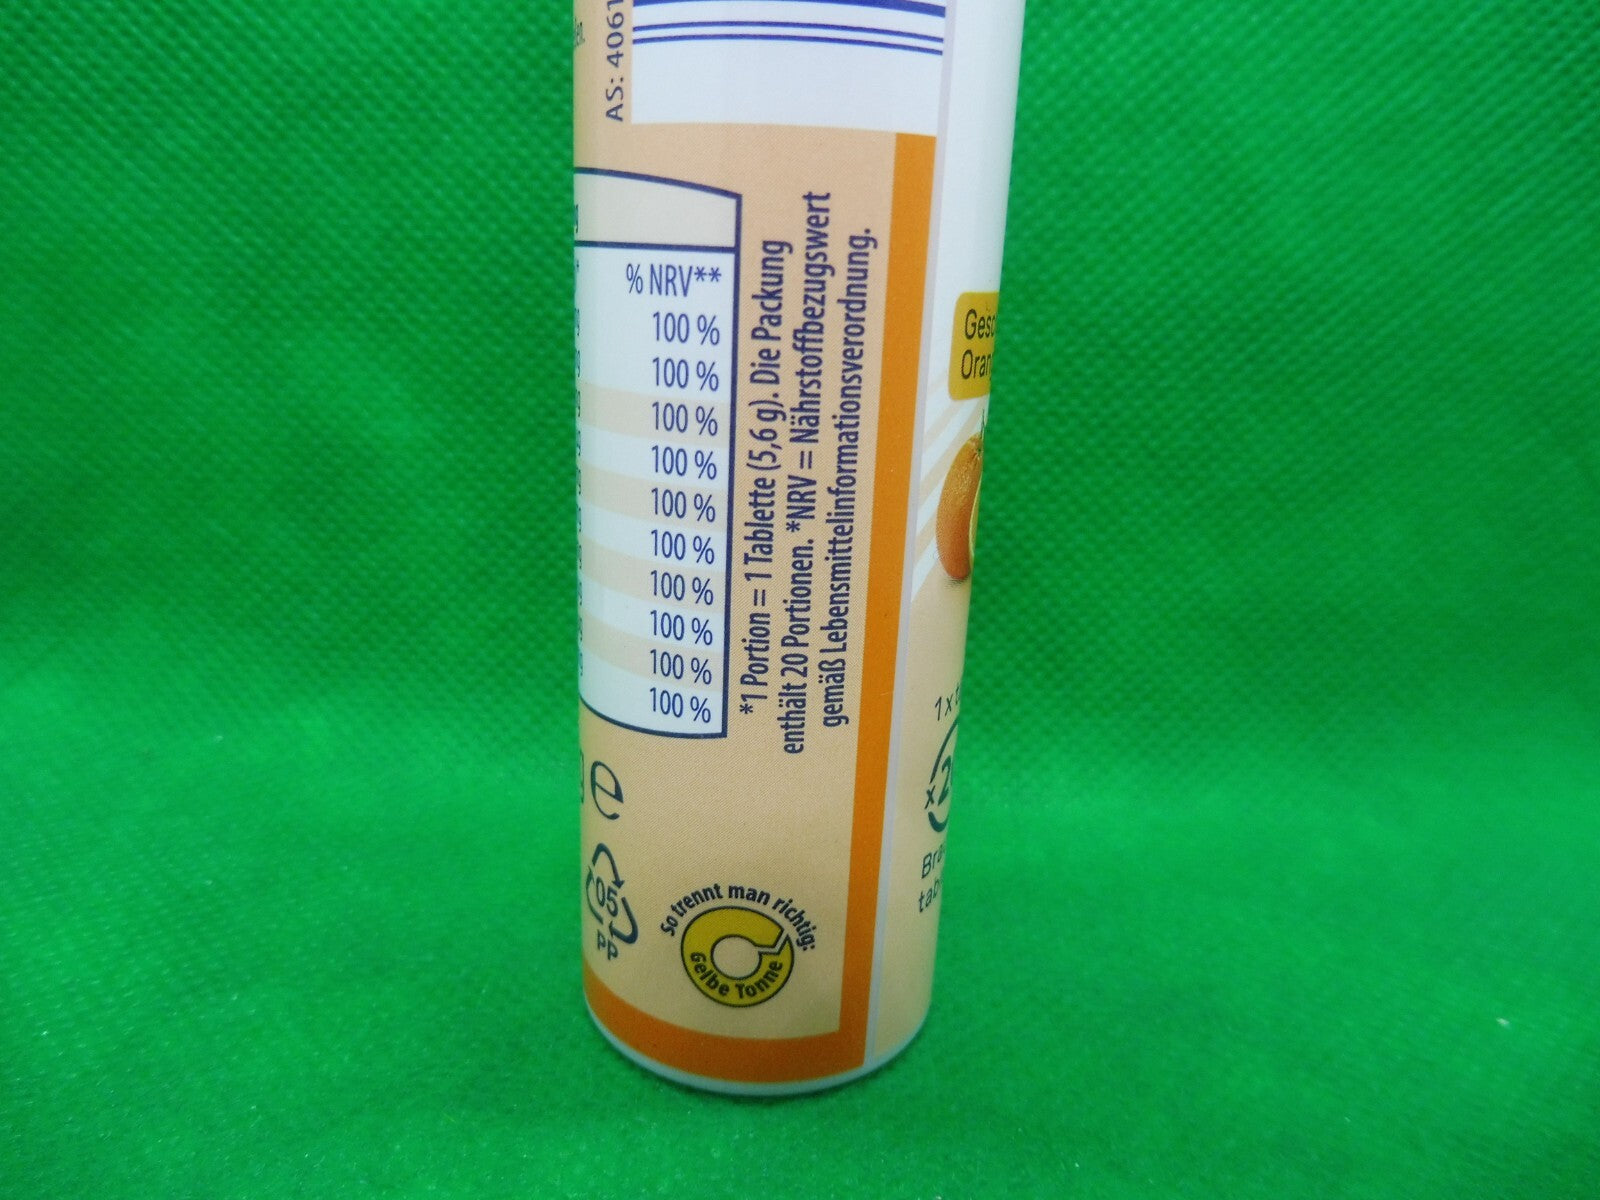 AS: 4061
% NRV**
100 %
100 %
100 %
100 %
100 %
100 %
100 %
100 %
100 %
100 %
*1 Portion = 1 Tablette (5,6 g). Die Packung
enthält 20 Portionen. *NRV = Nährstoffbezugswert
gemäß Lebensmittelinformationsverordnung.
e
05
PP
So trennt man richtig:
Gelbe Tonne
1 x